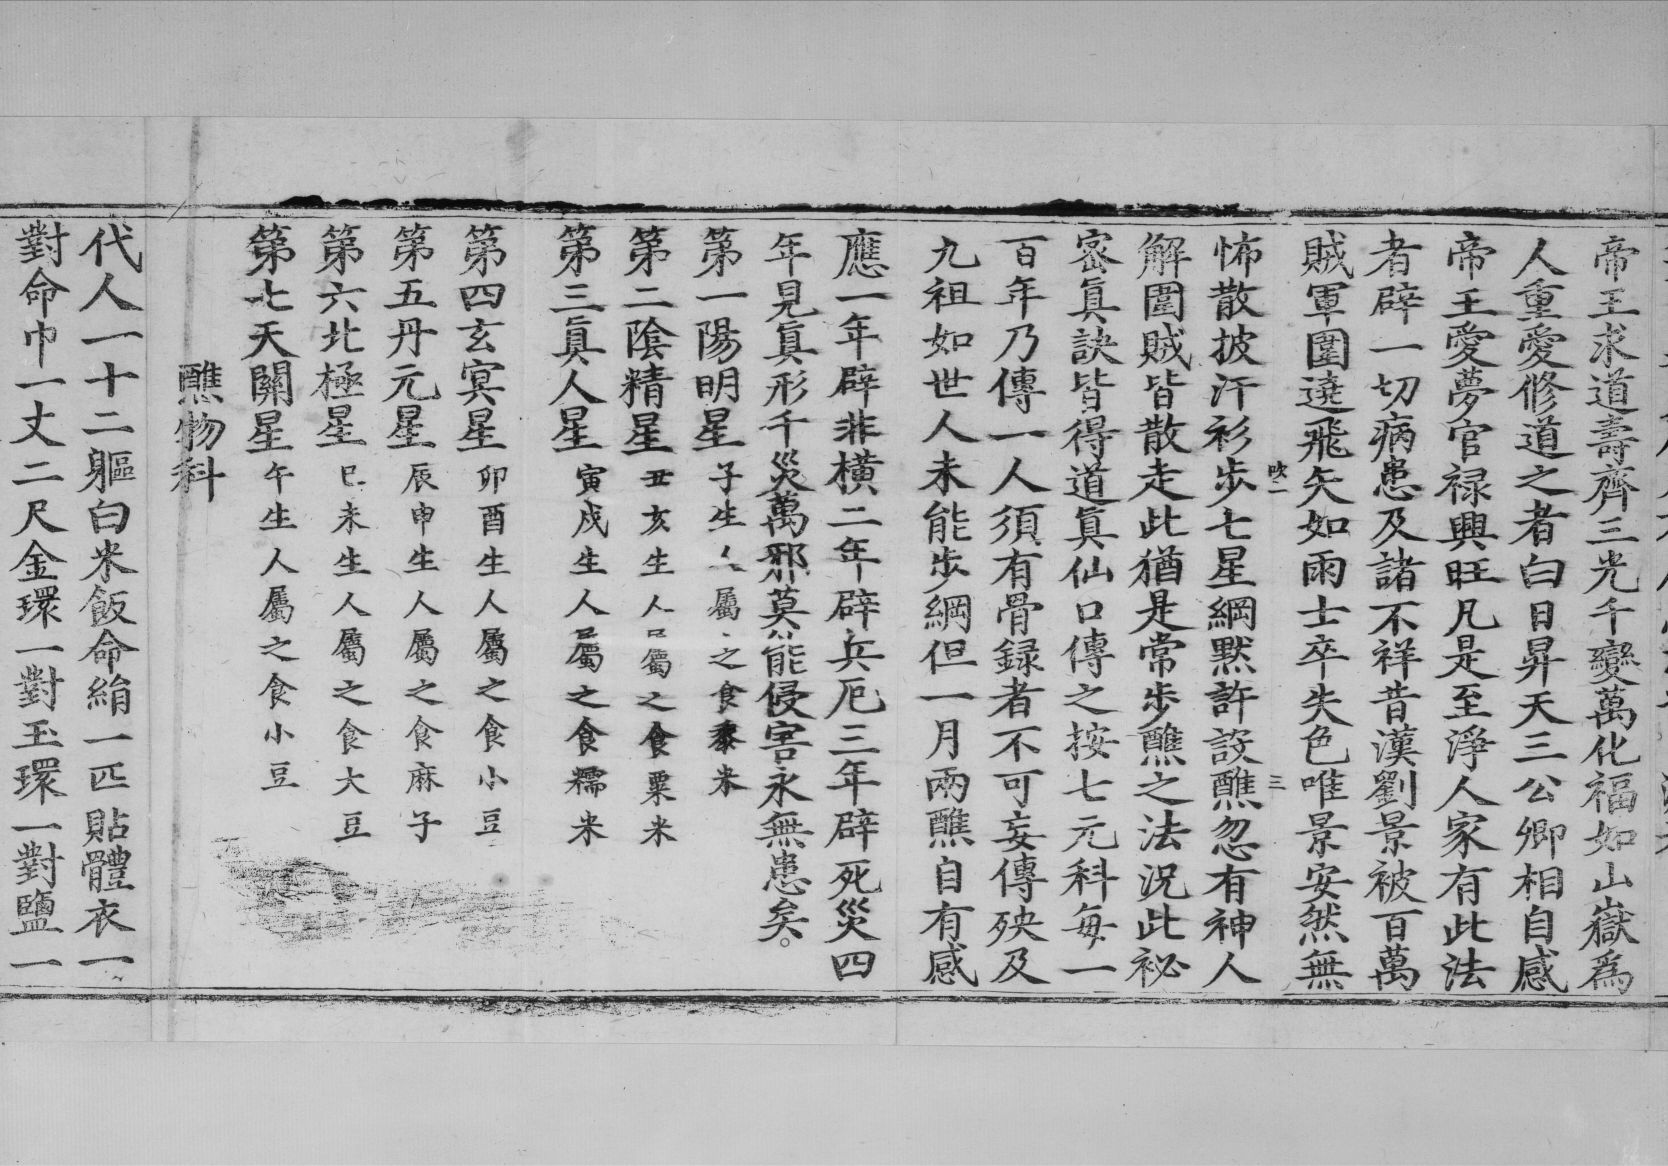 帝王求道壽齊三光千變萬化福如山嶽為
人重愛修道之者白日昇天三公卿相自感
帝王愛夢官祿興旺凡是至淨人家有此法
者辟一切病患及諸不祥昔漢劉景被百萬
賊軍圍遶飛矢如雨士卒失色唯景安然無
怖散披汗衫步七星綱默許設醮忽有神人
解圍賊皆散走此猶是常步醮之法況此祕
密真訣皆得道真仙口傳之按七元科每一
百年乃傳一人須有骨録者不可妄傳殃及
九祖如世人未能步綱但一月兩醮自有感
應一年辟非橫二年辟兵厄三年辟死災四
年見真形千災萬邪莫能侵害永無患矣。
第一陽明星 子生人屬之食黍米
第二陰精星 丑亥生人屬之食粟米
第三真人星 寅戌生人屬之食糯米
第四玄冥星 卯酉生人屬之食小豆
第五丹元星 辰申生人屬之食麻子
第六北極星 巳未生人屬之食大豆
第七天關星 午生人屬之食小豆
醮物科
代人一十二軀白米飯命絹一匹貼體衣一
對命巾一丈二尺金環一對玉環一對鹽一